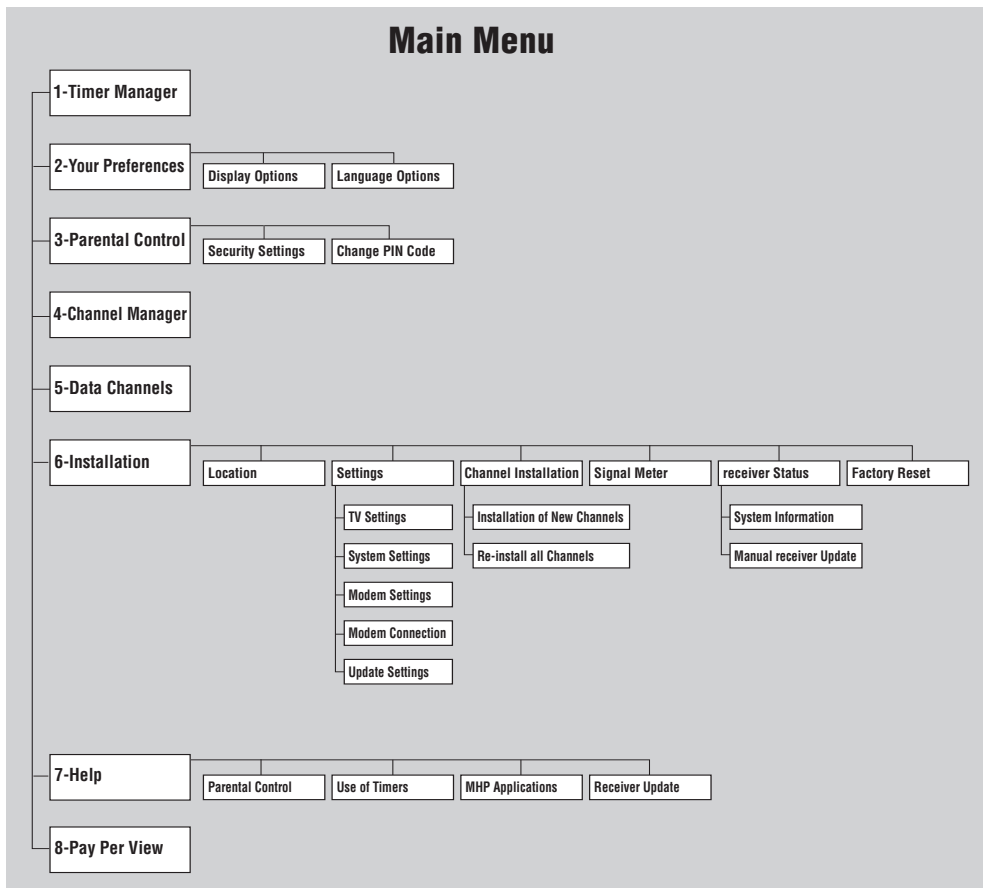 Main Menu
1-Timer Manager
2-Your Preferences
Display Options
Language Options
3-Parental Control
Security Settings
Change PIN Code
4-Channel Manager
5-Data Channels
6-Installation
Location
Settings
Channel Installation
Signal Meter
receiver Status
Factory Reset
TV Settings
Installation of New Channels
System Information
System Settings
Re-install all Channels
Manual receiver Update
Modem Settings
Modem Connection
Update Settings
7-Help
Parental Control
Use of Timers
MHP Applications
Receiver Update
8-Pay Per View